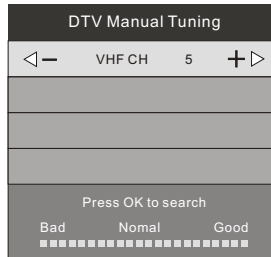 DTV Manual Tuning
VHF CH 5
Press OK to search
Bad Nomal Good